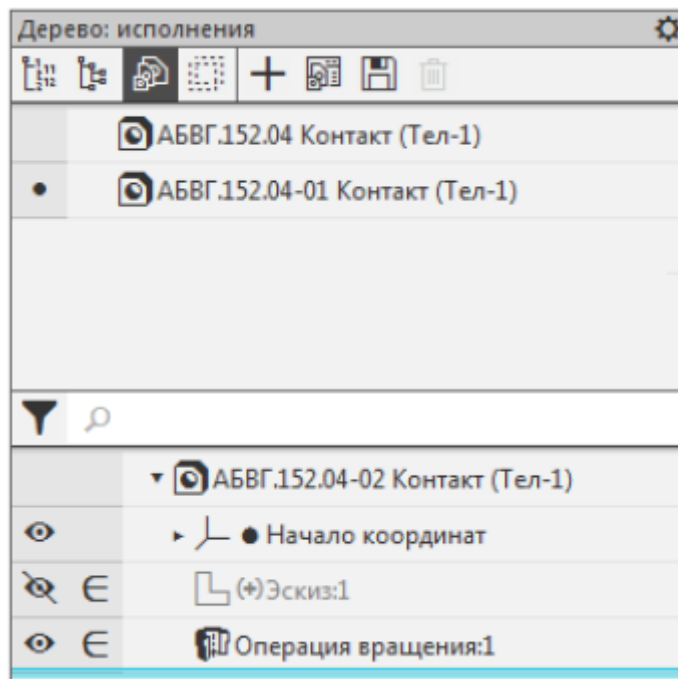 Дерево: исполнения
АБВГ.152.04 Контакт (Тел-1)
АБВГ.152.04-01 Контакт (Тел-1)
АБВГ.152.04-02 Контакт (Тел-1)
Начало координат
(+)Эскиз:1
Операция вращения:1